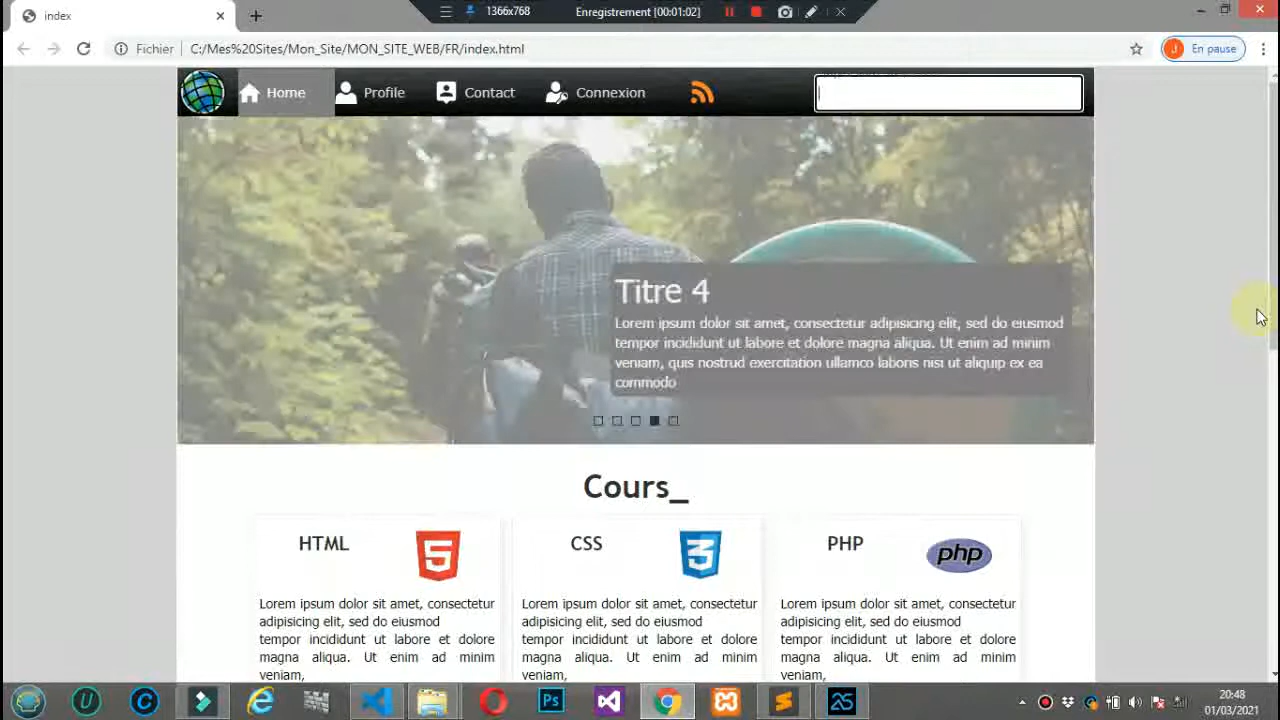 index
1366x768
Enregistrement [00:01:02]
Fichier
C:/Mes%20Sites/Mon_Site/MON_SITE_WEB/FR/index.html
J
En pause
Home
Profile
Contact
Connexion
Titre 4
Lorem ipsum dolor sit amet, consectetur adipisicing elit, sed do eiusmod
tempor incididunt ut labore et dolore magna aliqua. Ut enim ad minim
veniam, quis nostrud exercitation ullamco laboris nisi ut aliquip ex ea
commodo
Cours_
HTML
5
Lorem ipsum dolor sit amet, consectetur
adipisicing elit, sed do eiusmod
tempor incididunt ut labore et dolore
magna aliqua. Ut enim ad minim
veniam,
CSS
3
Lorem ipsum dolor sit amet, consectetur
adipisicing elit, sed do eiusmod
tempor incididunt ut labore et dolore
magna aliqua. Ut enim ad minim
veniam,
PHP
php
Lorem ipsum dolor sit amet, consectetur
adipisicing elit, sed do eiusmod
tempor incididunt ut labore et dolore
magna aliqua. Ut enim ad minim
veniam,
U
C
Ps
20:48
01/03/2021